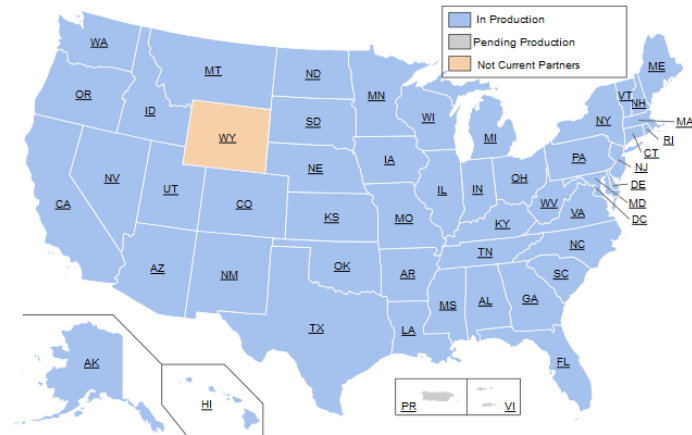 In Production
Pending Production
Not Current Partners
WA
MT
ND
MN
ME
OR
ID
SD
WI
MI
VT
NH
NY
MA
RI
CT
WY
NV
UT
CO
NE
IA
IL
IN
OH
PA
NJ
DE
MD
DC
CA
KS
MO
KY
WV
VA
AZ
NM
OK
AR
TN
NC
SC
TX
LA
MS
AL
GA
FL
AK
HI
PR
VI